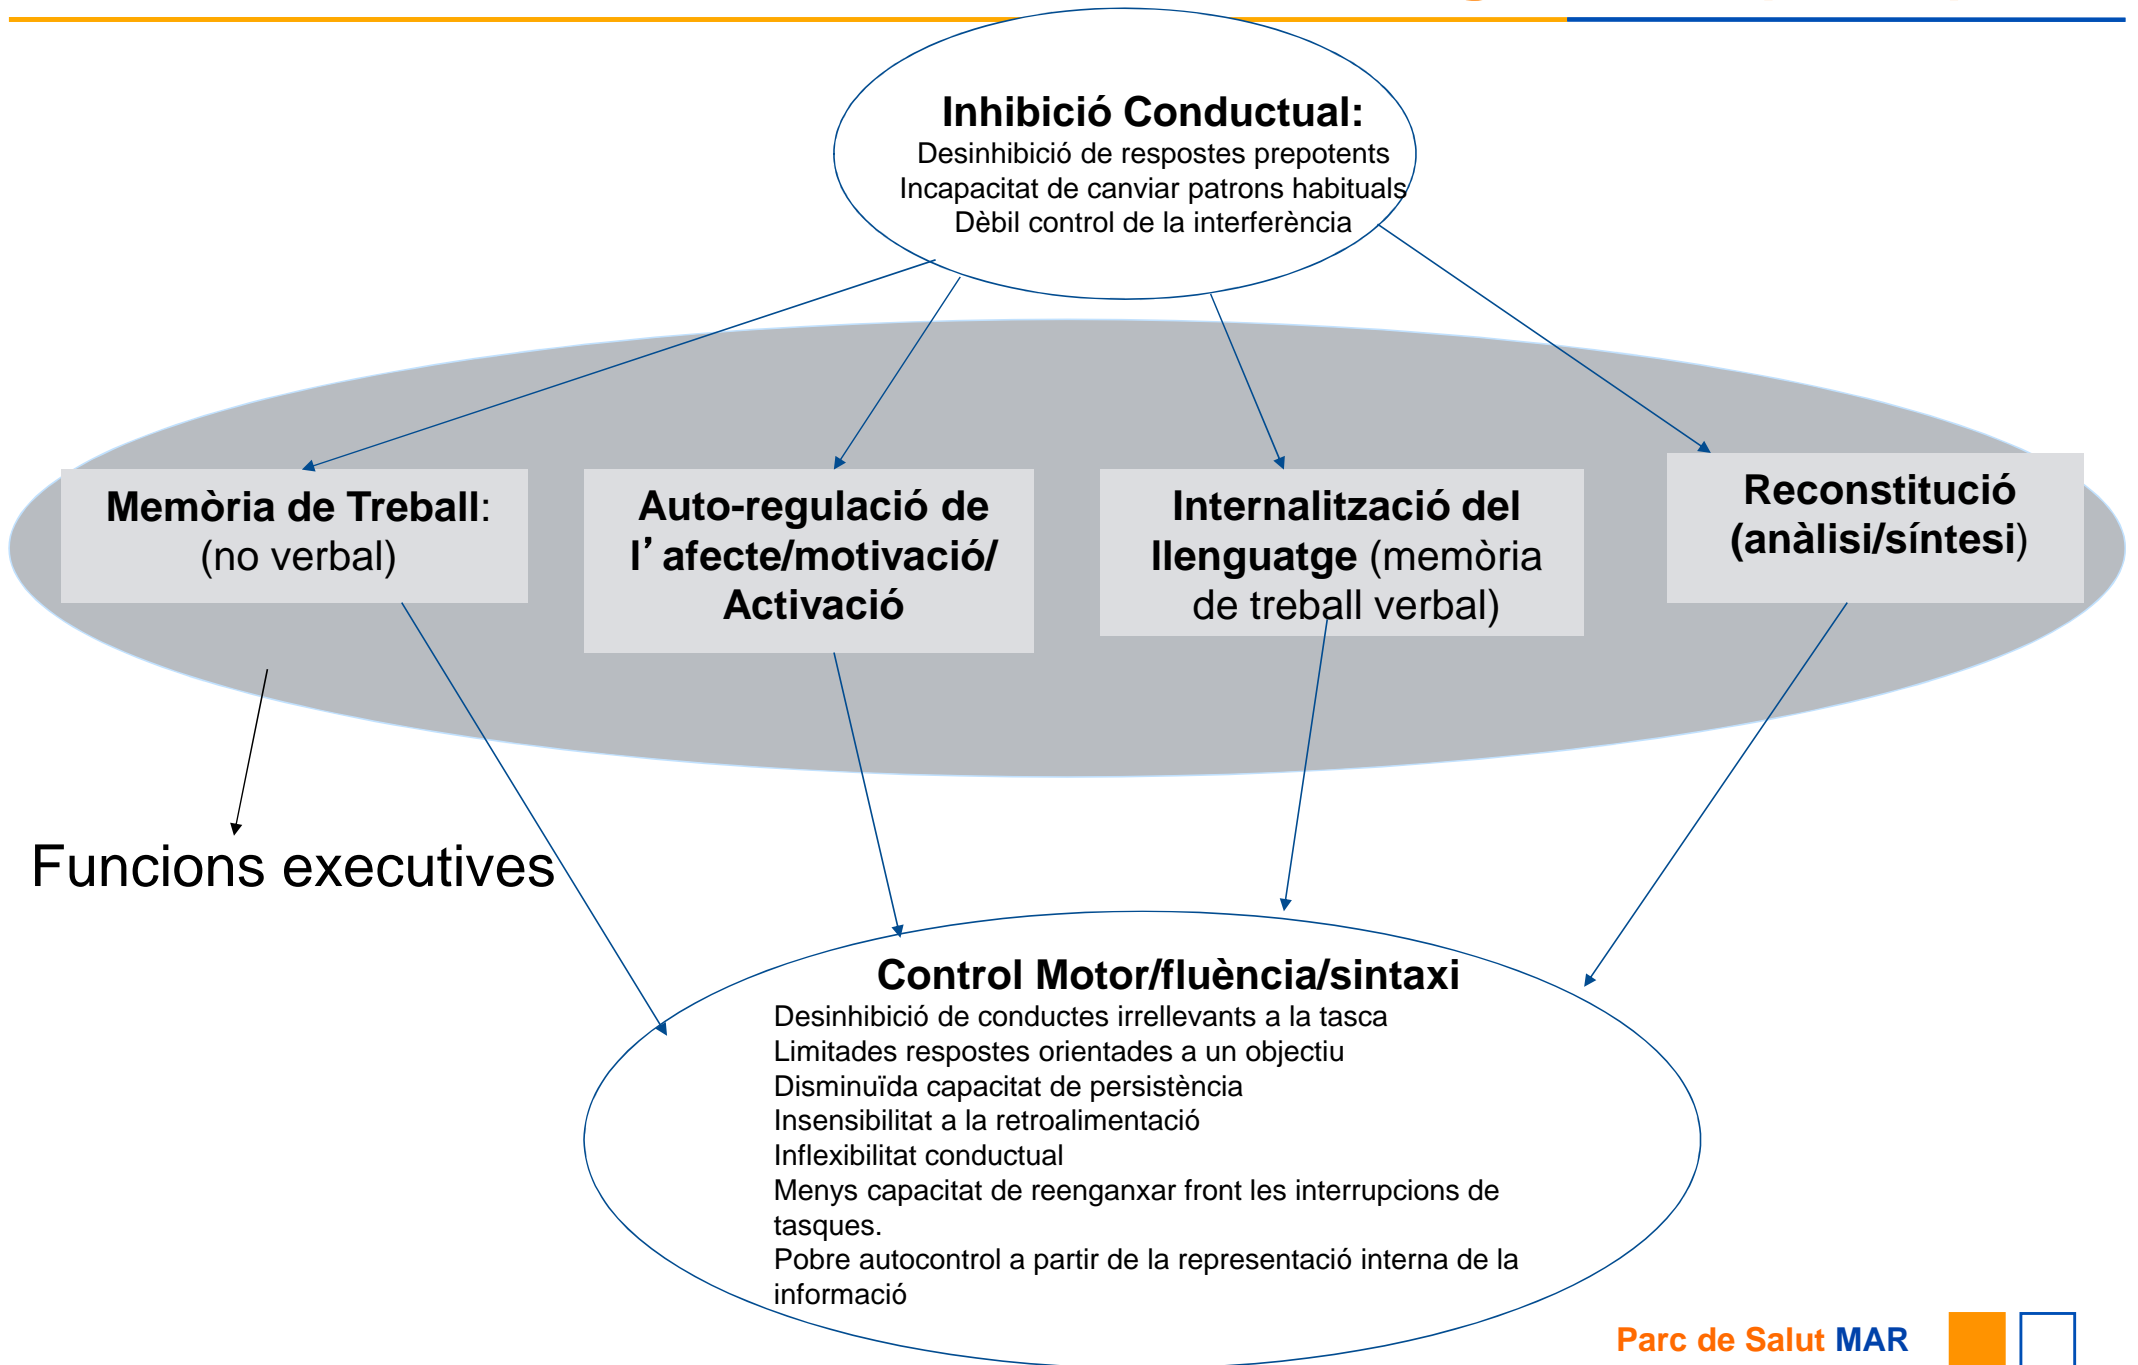 Inhibició Conductual:
Desinhibició de respostes prepotents
Incapacitat de canviar patrons habituals
Dèbil control de la interferència
Memòria de Treball:
(no verbal)
Auto-regulació de
l’ afecte/motivació/
Activació
Internalització del
llenguatge (memòria
de treball verbal)
Reconstitució
(anàlisi/síntesi)
Funcions executives
Control Motor/fluència/sintaxi
Desinhibició de conductes irrellevants a la tasca
Limitades respostes orientades a un objectiu
Disminuïda capacitat de persistència
Insensibilitat a la retroalimentació
Inflexibilitat conductual
Menys capacitat de reenganxar front les interrupcions de
tasques.
Pobre autocontrol a partir de la representació interna de la
informació
Parc de Salut MAR